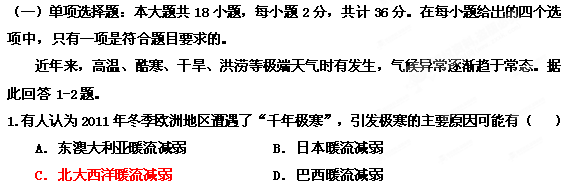 （一）单项选择题：本大题共 18 小题，每小题 2 分，共计 36 分。在每小题给出的四个选
项中，只有一项是符合题目要求的。
近年来，高温、酷寒、干旱、洪涝等极端天气时有发生，气候异常逐渐趋于常态。据
此回答 1-2题。
1.有人认为 2011 年冬季欧洲地区遭遇了“千年极寒”，引发极寒的主要原因可能有（    ）
A．东澳大利亚暖流减弱    B．日本暖流减弱
C．北大西洋暖流减弱    D．巴西暖流减弱